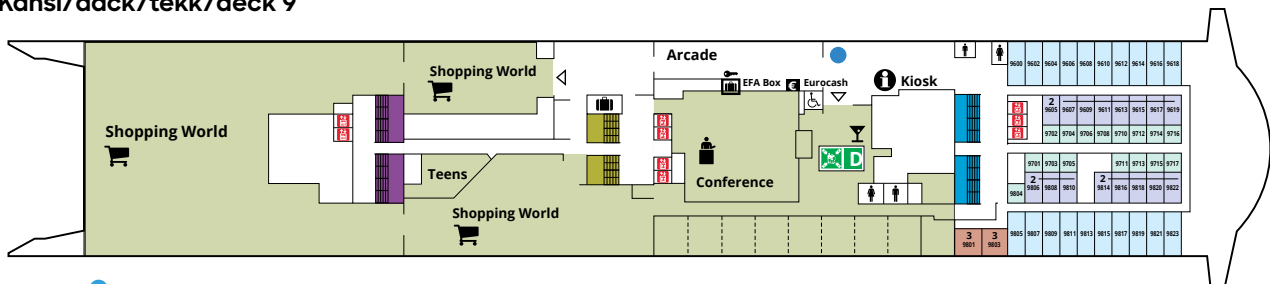 Kansi/däck/tekk/deck 9
Arcade
Shopping World
EFA Box
Eurocash
Kiosk
Shopping World
Teens
Conference
D
Shopping World
9600 9602 9604 9606 9608 9610 9612 9614 9616 9618
2
9605 9607 9609 9611 9613 9615 9617 9619
9702 9704 9706 9708 9710 9712 9714 9716
9701 9703 9705 9711 9713 9715 9717
2 2
9804 9806 9808 9810 9814 9816 9818 9820 9822
3 3
9801 9803 9805 9807 9809 9811 9813 9815 9817 9819 9821 9823